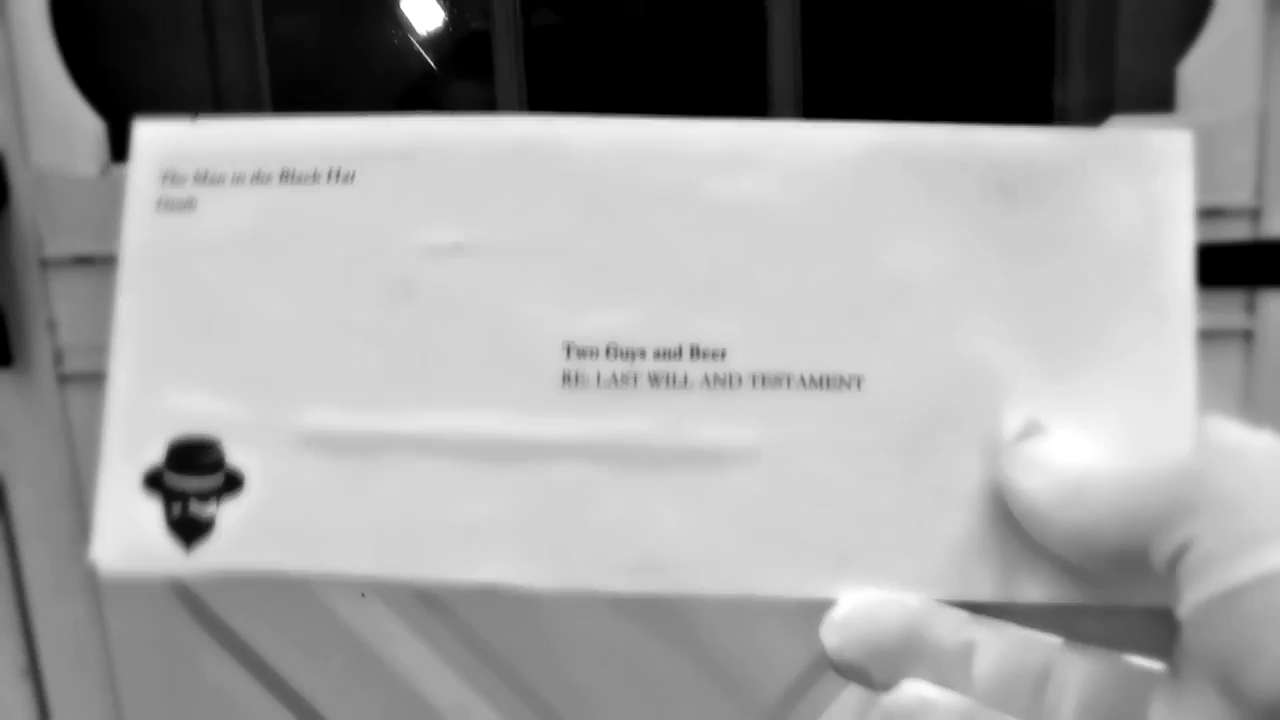 The Man in the Black Hat
Two Guys and Beer
RE: LAST WILL AND TESTAMENT